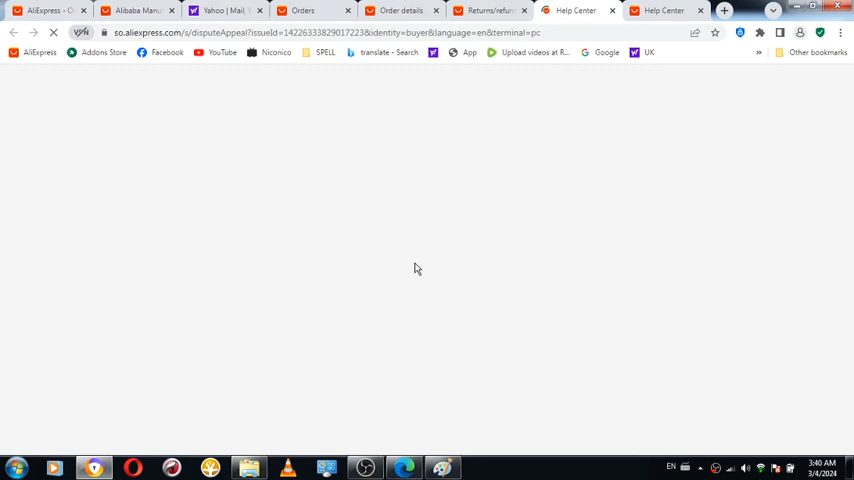 AliExpress - O
Alibaba Manu
Yahoo | Mail,
Orders
Order details
Returns/refun
Help Center
Help Center
VPN
so.aliexpress.com/s/disputeAppeal?issueId=14226333829017223&identity=buyer&language=en&terminal=pc
AliExpress
Addons Store
Facebook
YouTube
Niconico
SPELL
translate - Search
App
Upload videos at R...
Google
UK
Other bookmarks
EN
3:40 AM
3/4/2024